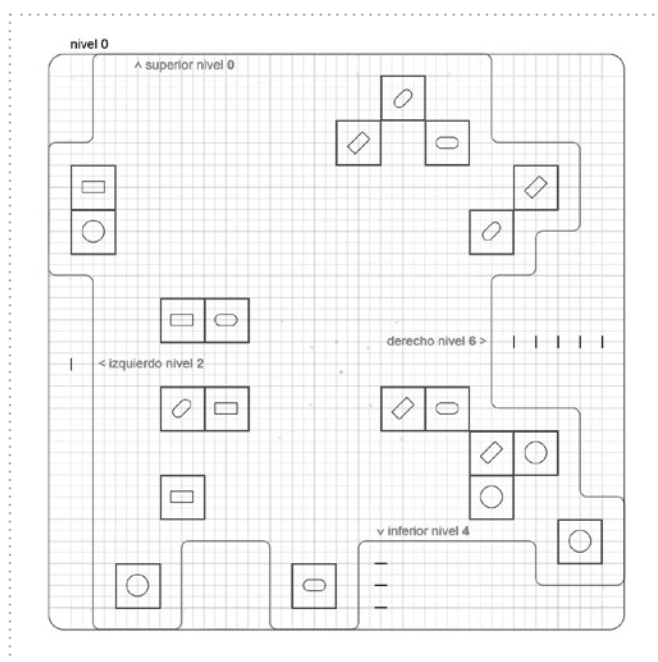 nivel 0
^ superior nivel 0
derecho nivel 6 >
< izquierdo nivel 2
v inferior nivel 4